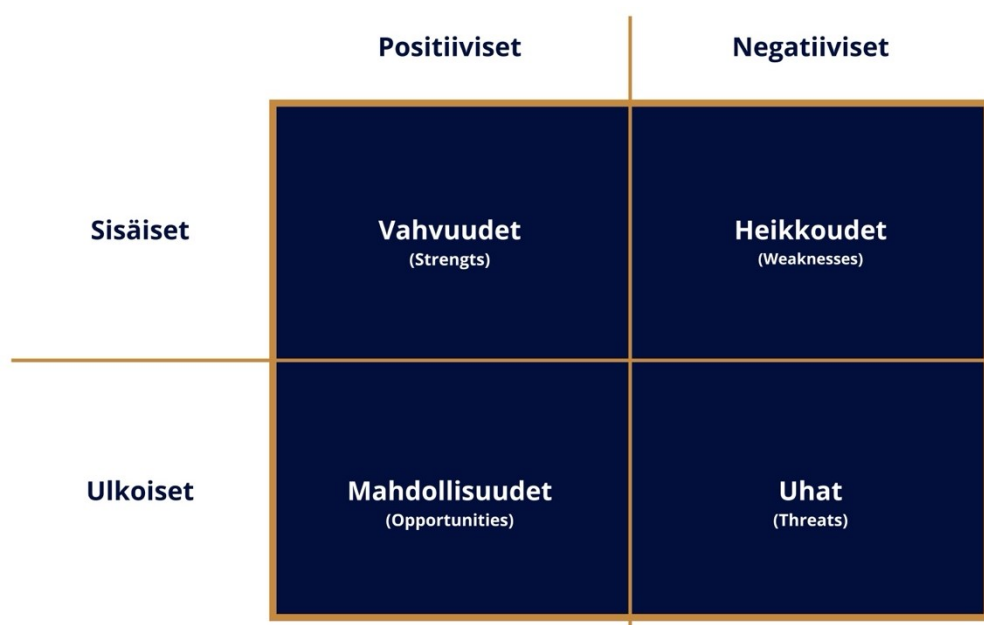 Positiiviset
Negatiiviset
Sisäiset
Vahvuudet
(Strengts)
Heikkoudet
(Weaknesses)
Ulkoiset
Mahdollisuudet
(Opportunities)
Uhat
(Threats)